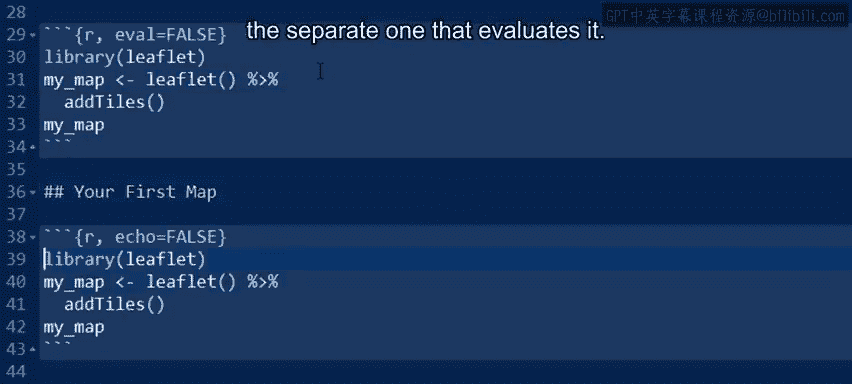 GPT中英字幕课程资源@bilibili.com
the separate one that evaluates it.
28
29 ```{r, eval=FALSE}
30 library(leaflet)
31 my_map <- leaflet() %>%
32   addTiles()
33 my_map
34 ```
35
36 ## Your First Map
37
38 ```{r, echo=FALSE}
39 library(leaflet)
40 my_map <- leaflet() %>%
41   addTiles()
42 my_map
43 ```
44